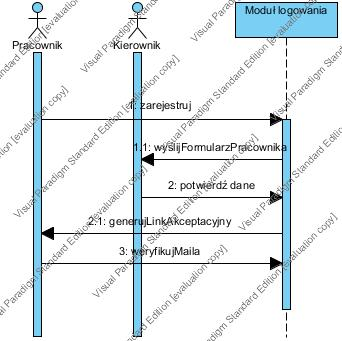 Moduł logowania
Pracownik
Kierownik
1: zarejestruj
1.1: wyślijFormularzPracownika
2: potwierdź dane
2.1: generujLinkAkceptacyjny
3: weryfikujMaila
Visual Paradigm Standard Edition [evaluation copy]